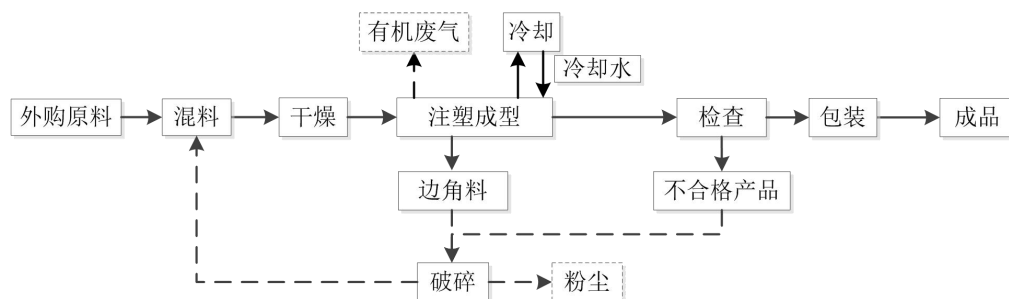 有机废气
冷却
冷却水
外购原料
混料
干燥
注塑成型
检查
包装
成品
边角料
不合格产品
破碎
粉尘